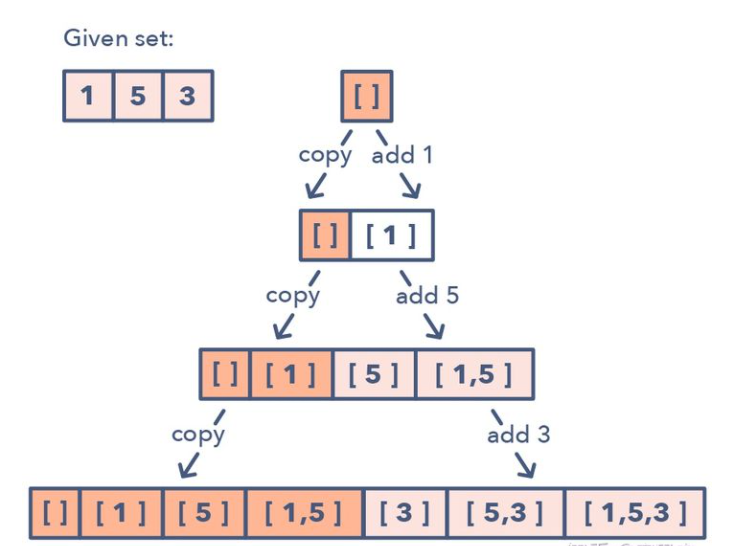 Given set:
1 5 3
[ ]
copy add 1
[ ] [ 1 ]
copy add 5
[ ] [ 1 ] [ 5 ] [ 1,5 ]
copy add 3
[ ] [ 1 ] [ 5 ] [ 1,5 ] [ 3 ] [ 5,3 ] [ 1,5,3 ]